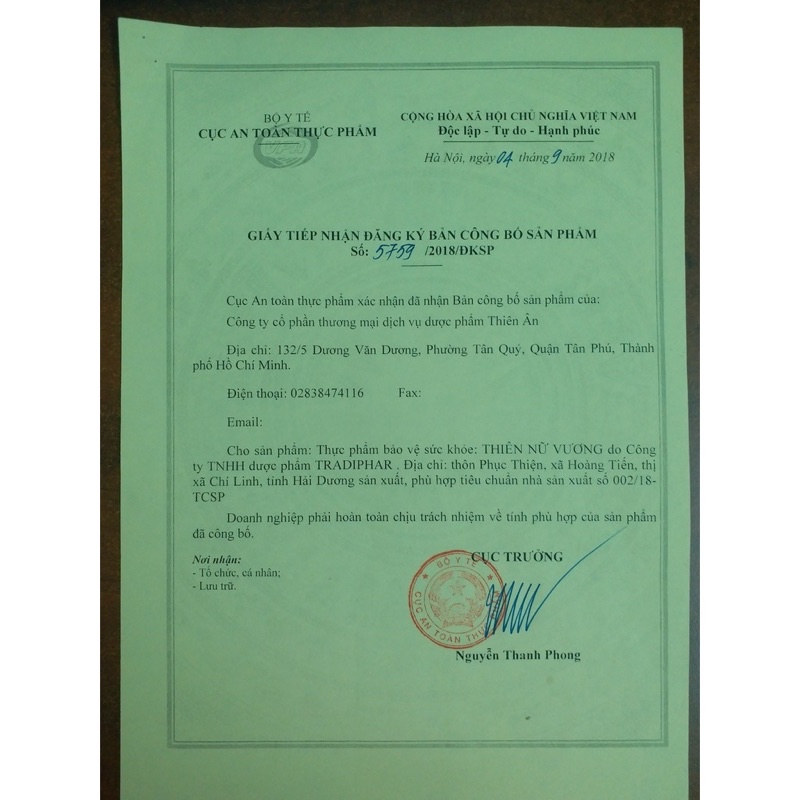 BỘ Y TẾ
CỤC AN TOÀN THỰC PHẨM
CỘNG HÒA XÃ HỘI CHỦ NGHĨA VIỆT NAM
Độc lập - Tự do - Hạnh phúc
Hà Nội, ngày 04 tháng 9 năm 2018
GIẤY TIẾP NHẬN ĐĂNG KÝ BẢN CÔNG BỐ SẢN PHẨM
Số: 5759 /2018/ĐKSP
Cục An toàn thực phẩm xác nhận đã nhận Bản công bố sản phẩm của:
Công ty cổ phần thương mại dịch vụ dược phẩm Thiên Ân
Địa chỉ: 132/5 Dương Văn Dương, Phường Tân Quý, Quận Tân Phú, Thành
phố Hồ Chí Minh.
Điện thoại: 02838474116 Fax:
Email:
Cho sản phẩm: Thực phẩm bảo vệ sức khỏe: THIÊN NỮ VƯƠNG do Công
ty TNHH dược phẩm TRADIPHAR . Địa chỉ: thôn Phục Thiện, xã Hoàng Tiến, thị
xã Chí Linh, tỉnh Hải Dương sản xuất, phù hợp tiêu chuẩn nhà sản xuất số 002/18-
TCSP
Doanh nghiệp phải hoàn toàn chịu trách nhiệm về tính phù hợp của sản phẩm
đã công bố.
Nơi nhận:
- Tổ chức, cá nhân;
- Lưu trữ.
CỤC TRƯỞNG
BỘ Y TẾ
CỤC AN TOÀN
Nguyễn Thanh Phong